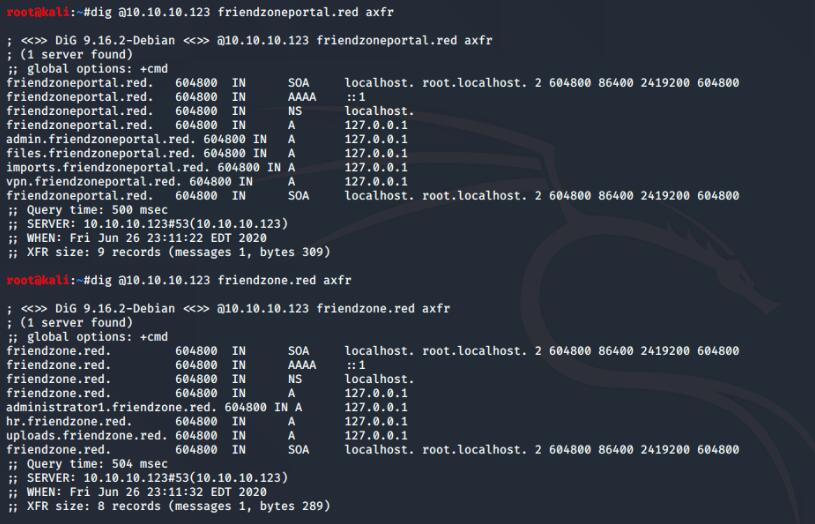 root@kali:~#dig @10.10.10.123 friendzoneportal.red axfr
; <<>> DiG 9.16.2-Debian <<>> @10.10.10.123 friendzoneportal.red axfr
; (1 server found)
;; global options: +cmd
friendzoneportal.red. 604800 IN SOA localhost. root.localhost. 2 604800 86400 2419200 604800
friendzoneportal.red. 604800 IN AAAA ::1
friendzoneportal.red. 604800 IN NS localhost.
friendzoneportal.red. 604800 IN A 127.0.0.1
admin.friendzoneportal.red. 604800 IN A 127.0.0.1
files.friendzoneportal.red. 604800 IN A 127.0.0.1
imports.friendzoneportal.red. 604800 IN A 127.0.0.1
vpn.friendzoneportal.red. 604800 IN A 127.0.0.1
friendzoneportal.red. 604800 IN SOA localhost. root.localhost. 2 604800 86400 2419200 604800
;; Query time: 500 msec
;; SERVER: 10.10.10.123#53(10.10.10.123)
;; WHEN: Fri Jun 26 23:11:22 EDT 2020
;; XFR size: 9 records (messages 1, bytes 309)
root@kali:~#dig @10.10.10.123 friendzone.red axfr
; <<>> DiG 9.16.2-Debian <<>> @10.10.10.123 friendzone.red axfr
; (1 server found)
;; global options: +cmd
friendzone.red. 604800 IN SOA localhost. root.localhost. 2 604800 86400 2419200 604800
friendzone.red. 604800 IN AAAA ::1
friendzone.red. 604800 IN NS localhost.
friendzone.red. 604800 IN A 127.0.0.1
administrator1.friendzone.red. 604800 IN A 127.0.0.1
hr.friendzone.red. 604800 IN A 127.0.0.1
uploads.friendzone.red. 604800 IN A 127.0.0.1
friendzone.red. 604800 IN SOA localhost. root.localhost. 2 604800 86400 2419200 604800
;; Query time: 504 msec
;; SERVER: 10.10.10.123#53(10.10.10.123)
;; WHEN: Fri Jun 26 23:11:32 EDT 2020
;; XFR size: 8 records (messages 1, bytes 289)